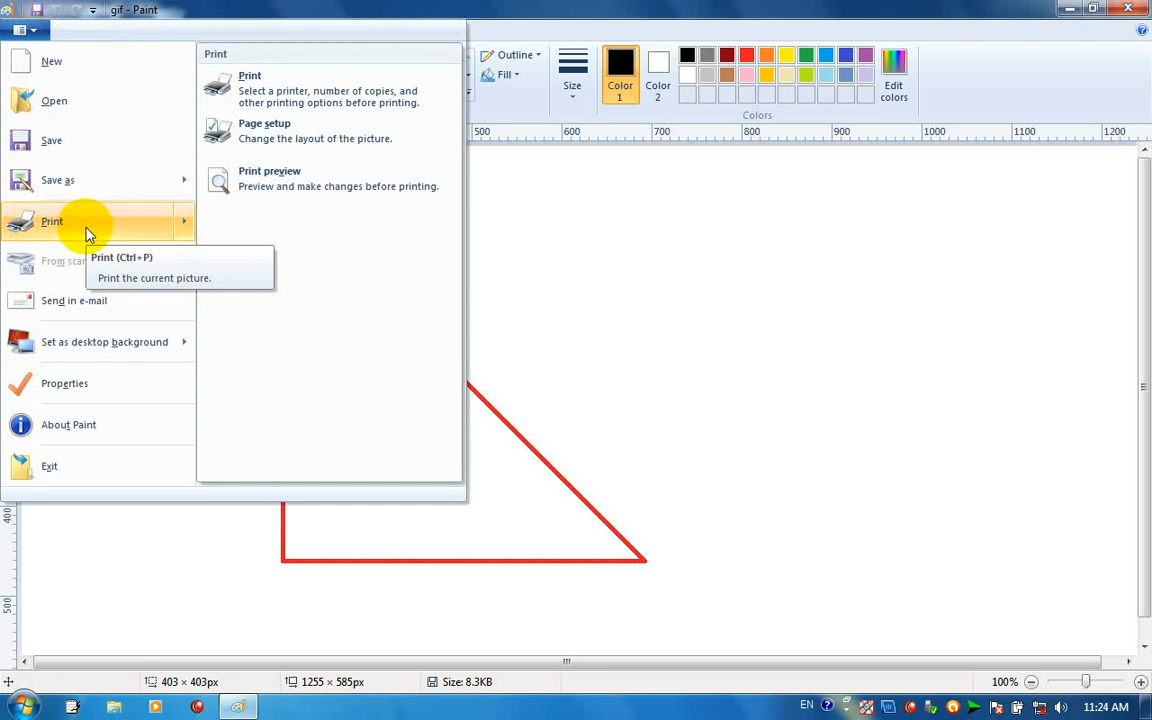 gif - Paint
New
Open
Save
Save as
Print
From scan
Send in e-mail
Set as desktop background
Properties
About Paint
Exit
Print
Print
Select a printer, number of copies, and
other printing options before printing.
Page setup
Change the layout of the picture.
Print preview
Preview and make changes before printing.
Print (Ctrl+P)
Print the current picture.
Outline
Fill
Size
Color
1
Color
2
Edit
colors
Colors
500 600 700 800 900 1000 1100 1200
400
500
403 × 403px
1255 × 585px
Size: 8.3KB
100%
EN
11:24 AM